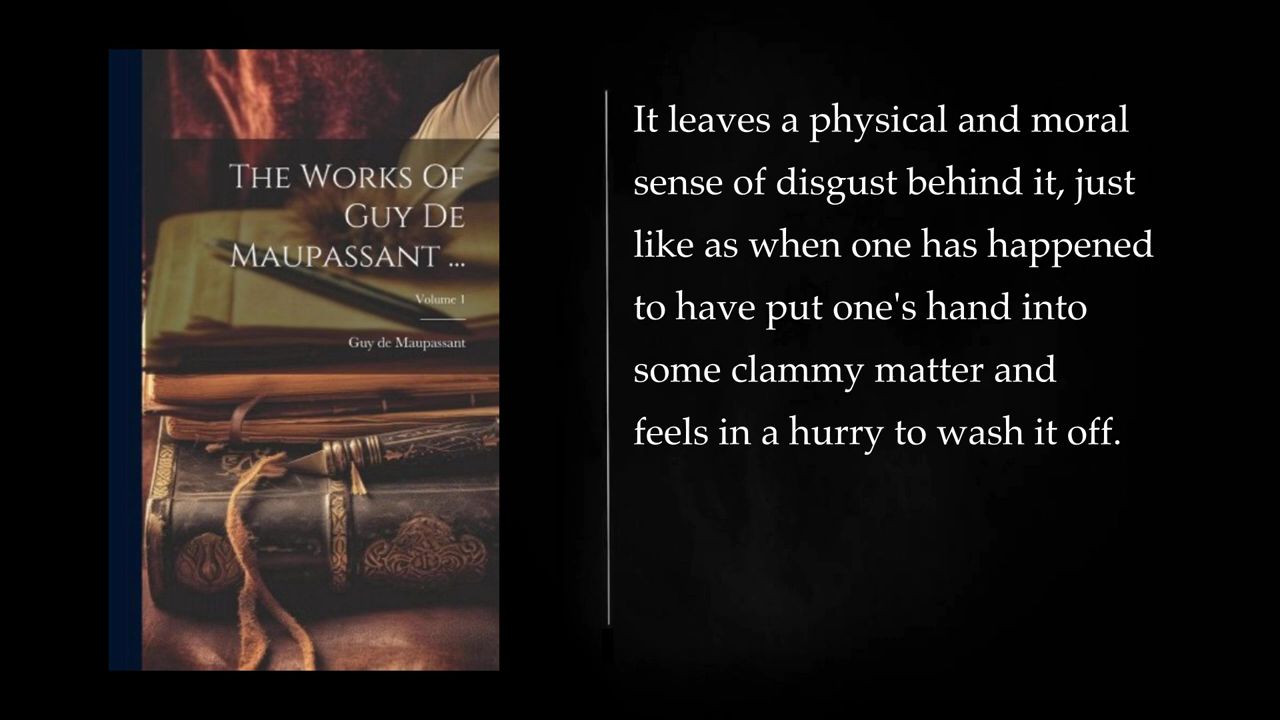 The Works Of
Guy De
Maupassant ...
Volume 1
Guy de Maupassant
It leaves a physical and moral
sense of disgust behind it, just
like as when one has happened
to have put one's hand into
some clammy matter and
feels in a hurry to wash it off.